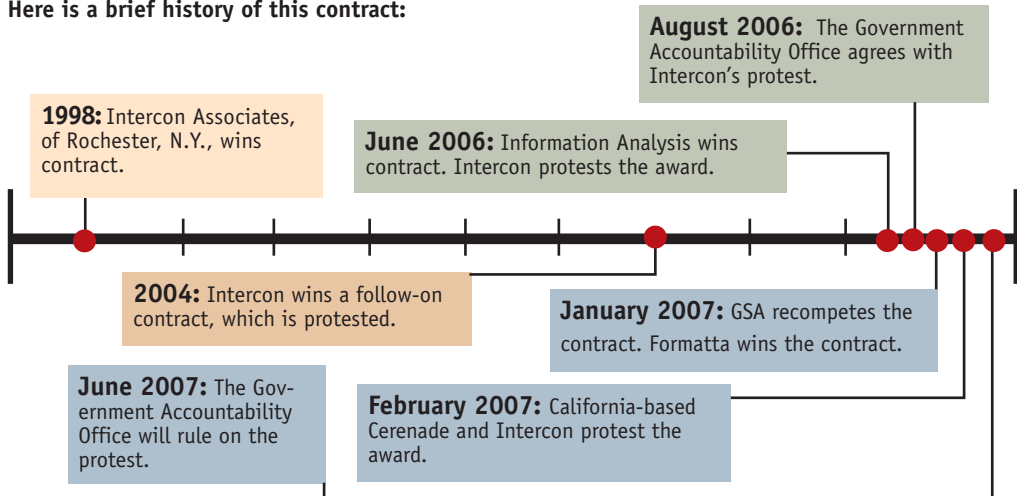 Here is a brief history of this contract:
August 2006: The Government
Accountability Office agrees with
Intercon’s protest.
1998: Intercon Associates,
of Rochester, N.Y., wins
contract.
June 2006: Information Analysis wins
contract. Intercon protests the award.
2004: Intercon wins a follow-on
contract, which is protested.
January 2007: GSA recompetes the
contract. Formatta wins the contract.
June 2007: The Gov-
ernment Accountability
Office will rule on the
protest.
February 2007: California-based
Cerenade and Intercon protest the
award.